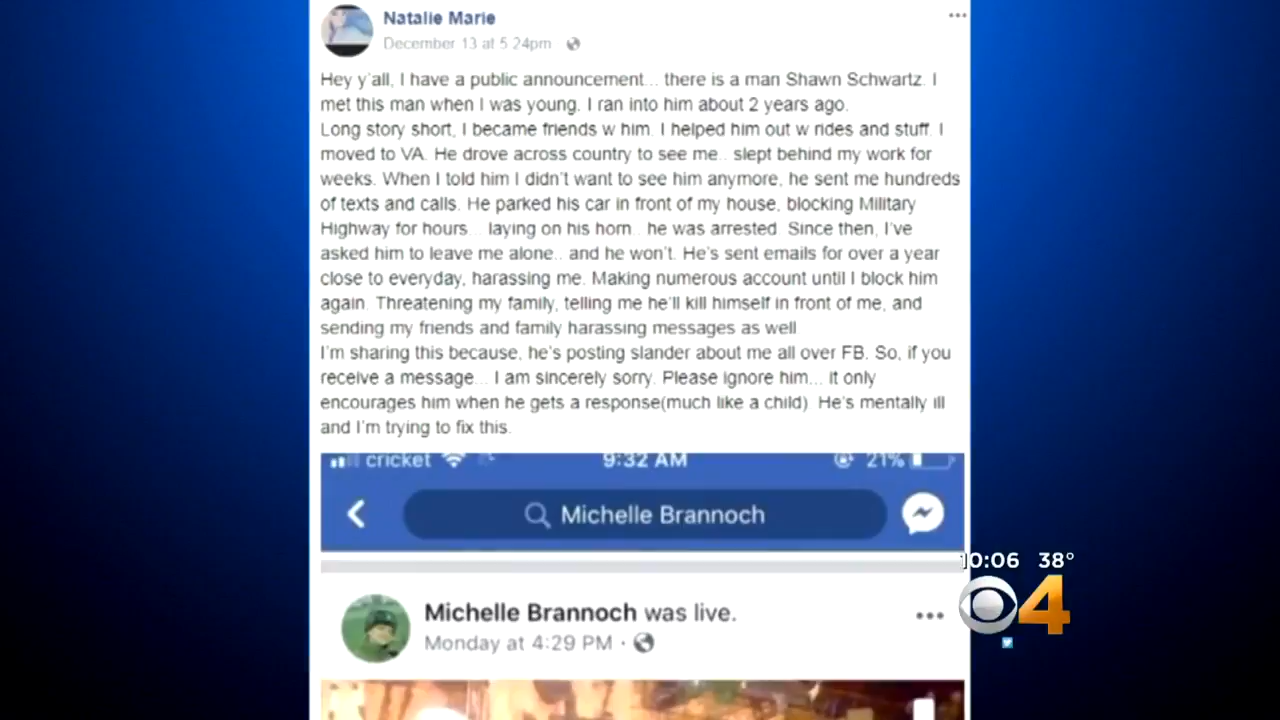 Natalie Marie
December 13 at 5:24pm
Hey y'all, I have a public announcement... there is a man Shawn Schwartz. I
met this man when I was young. I ran into him about 2 years ago.
Long story short, I became friends w him. I helped him out w rides and stuff. I
moved to VA. He drove across country to see me.. slept behind my work for
weeks. When I told him I didn't want to see him anymore, he sent me hundreds
of texts and calls. He parked his car in front of my house, blocking Military
Highway for hours... laying on his horn.. he was arrested. Since then, I've
asked him to leave me alone.. and he won't. He's sent emails for over a year
close to everyday, harassing me. Making numerous account until I block him
again. Threatening my family, telling me he'll kill himself in front of me, and
sending my friends and family harassing messages as well
I'm sharing this because, he's posting slander about me all over FB. So, if you
receive a message... I am sincerely sorry. Please ignore him... it only
encourages him when he gets a response(much like a child). He's mentally ill
and I'm trying to fix this.
cricket 9:32 AM 21%
Michelle Brannoch
Michelle Brannoch was live.
Monday at 4:29 PM ·
10:06 38°
4